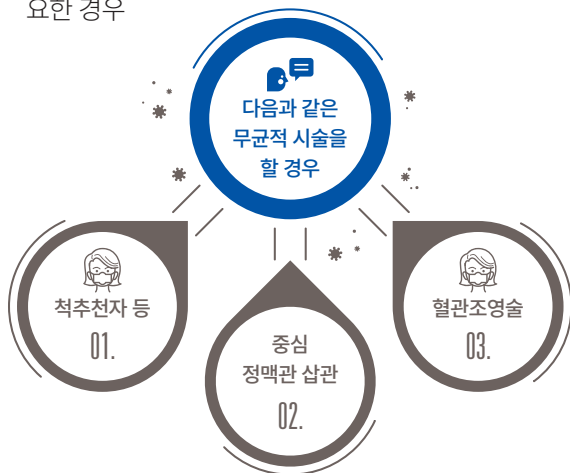 요한 경우
다음과 같은
무균적 시술을
할 경우
척추천자 등
01.
중심
정맥관 삽관
02.
혈관조영술
03.